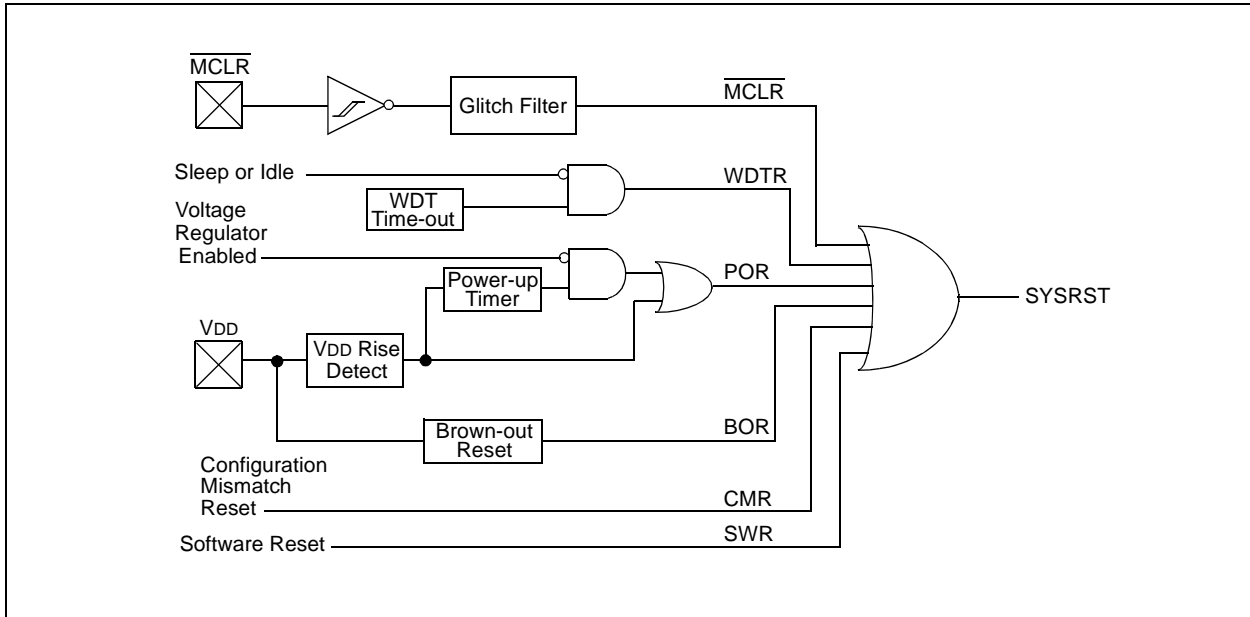 MCLR
Glitch Filter
MCLR
Sleep or Idle
WDT
Time-out
WDTR
Voltage
Regulator
Enabled
Power-up
Timer
POR
SYSRST
VDD
VDD Rise
Detect
Brown-out
Reset
BOR
Configuration
Mismatch
Reset
CMR
Software Reset
SWR